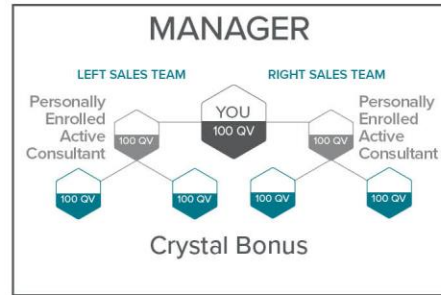 MANAGER
LEFT SALES TEAM
RIGHT SALES TEAM
Personally
Enrolled
Active
Consultant
YOU
100 QV
Personally
Enrolled
Active
Consultant
100 QV
100 QV
100 QV
100 QV
100 QV
100 QV
Crystal Bonus